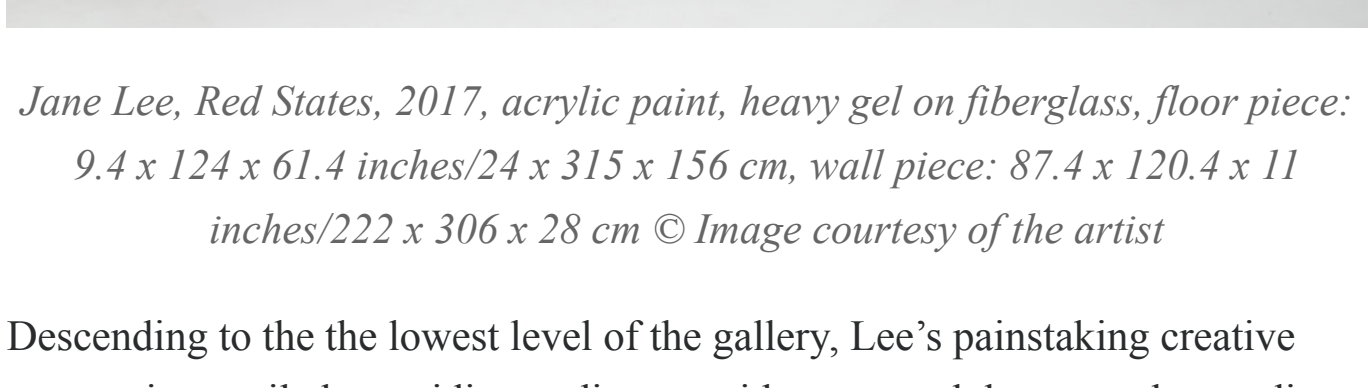 Jane Lee, Red States, 2017, acrylic paint, heavy gel on fiberglass, floor piece:
9.4 x 124 x 61.4 inches/24 x 315 x 156 cm, wall piece: 87.4 x 120.4 x 11
inches/222 x 306 x 28 cm © Image courtesy of the artist
Descending to the the lowest level of the gallery, Lee’s painstaking creative